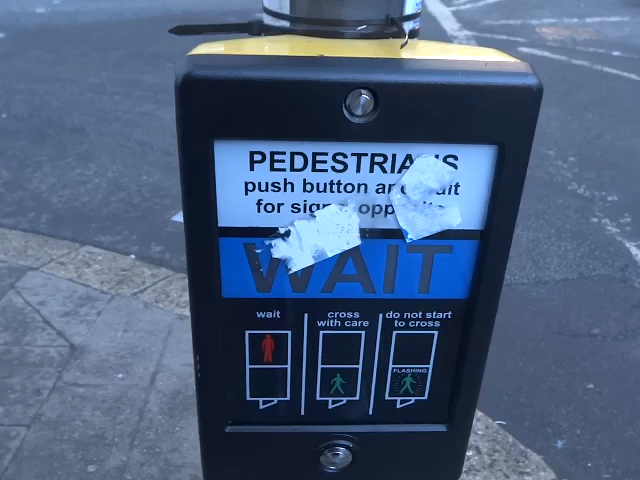 PEDESTRIANS
push button and wait
for signal opposite
WAIT
wait
cross
with care
do not start
to cross
FLASHING